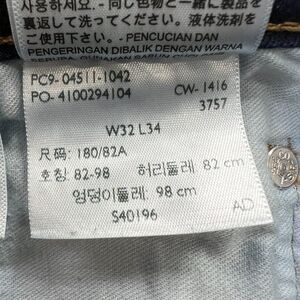 사용하세요. - 同じ色物と一緒に製品を
裏返して洗ってください。液体洗剤を
ご使用下さい。- PENCUCIAN DAN
PENGERINGAN DIBALIK DENGAN WARNA
PC9-04511-1042
PO- 4100294104
CW- 1416
3757
W32 L34
尺码: 180/82A
호칭: 82-98 허리둘레 82 cm
엉덩이둘레: 98 cm
S40196
AD